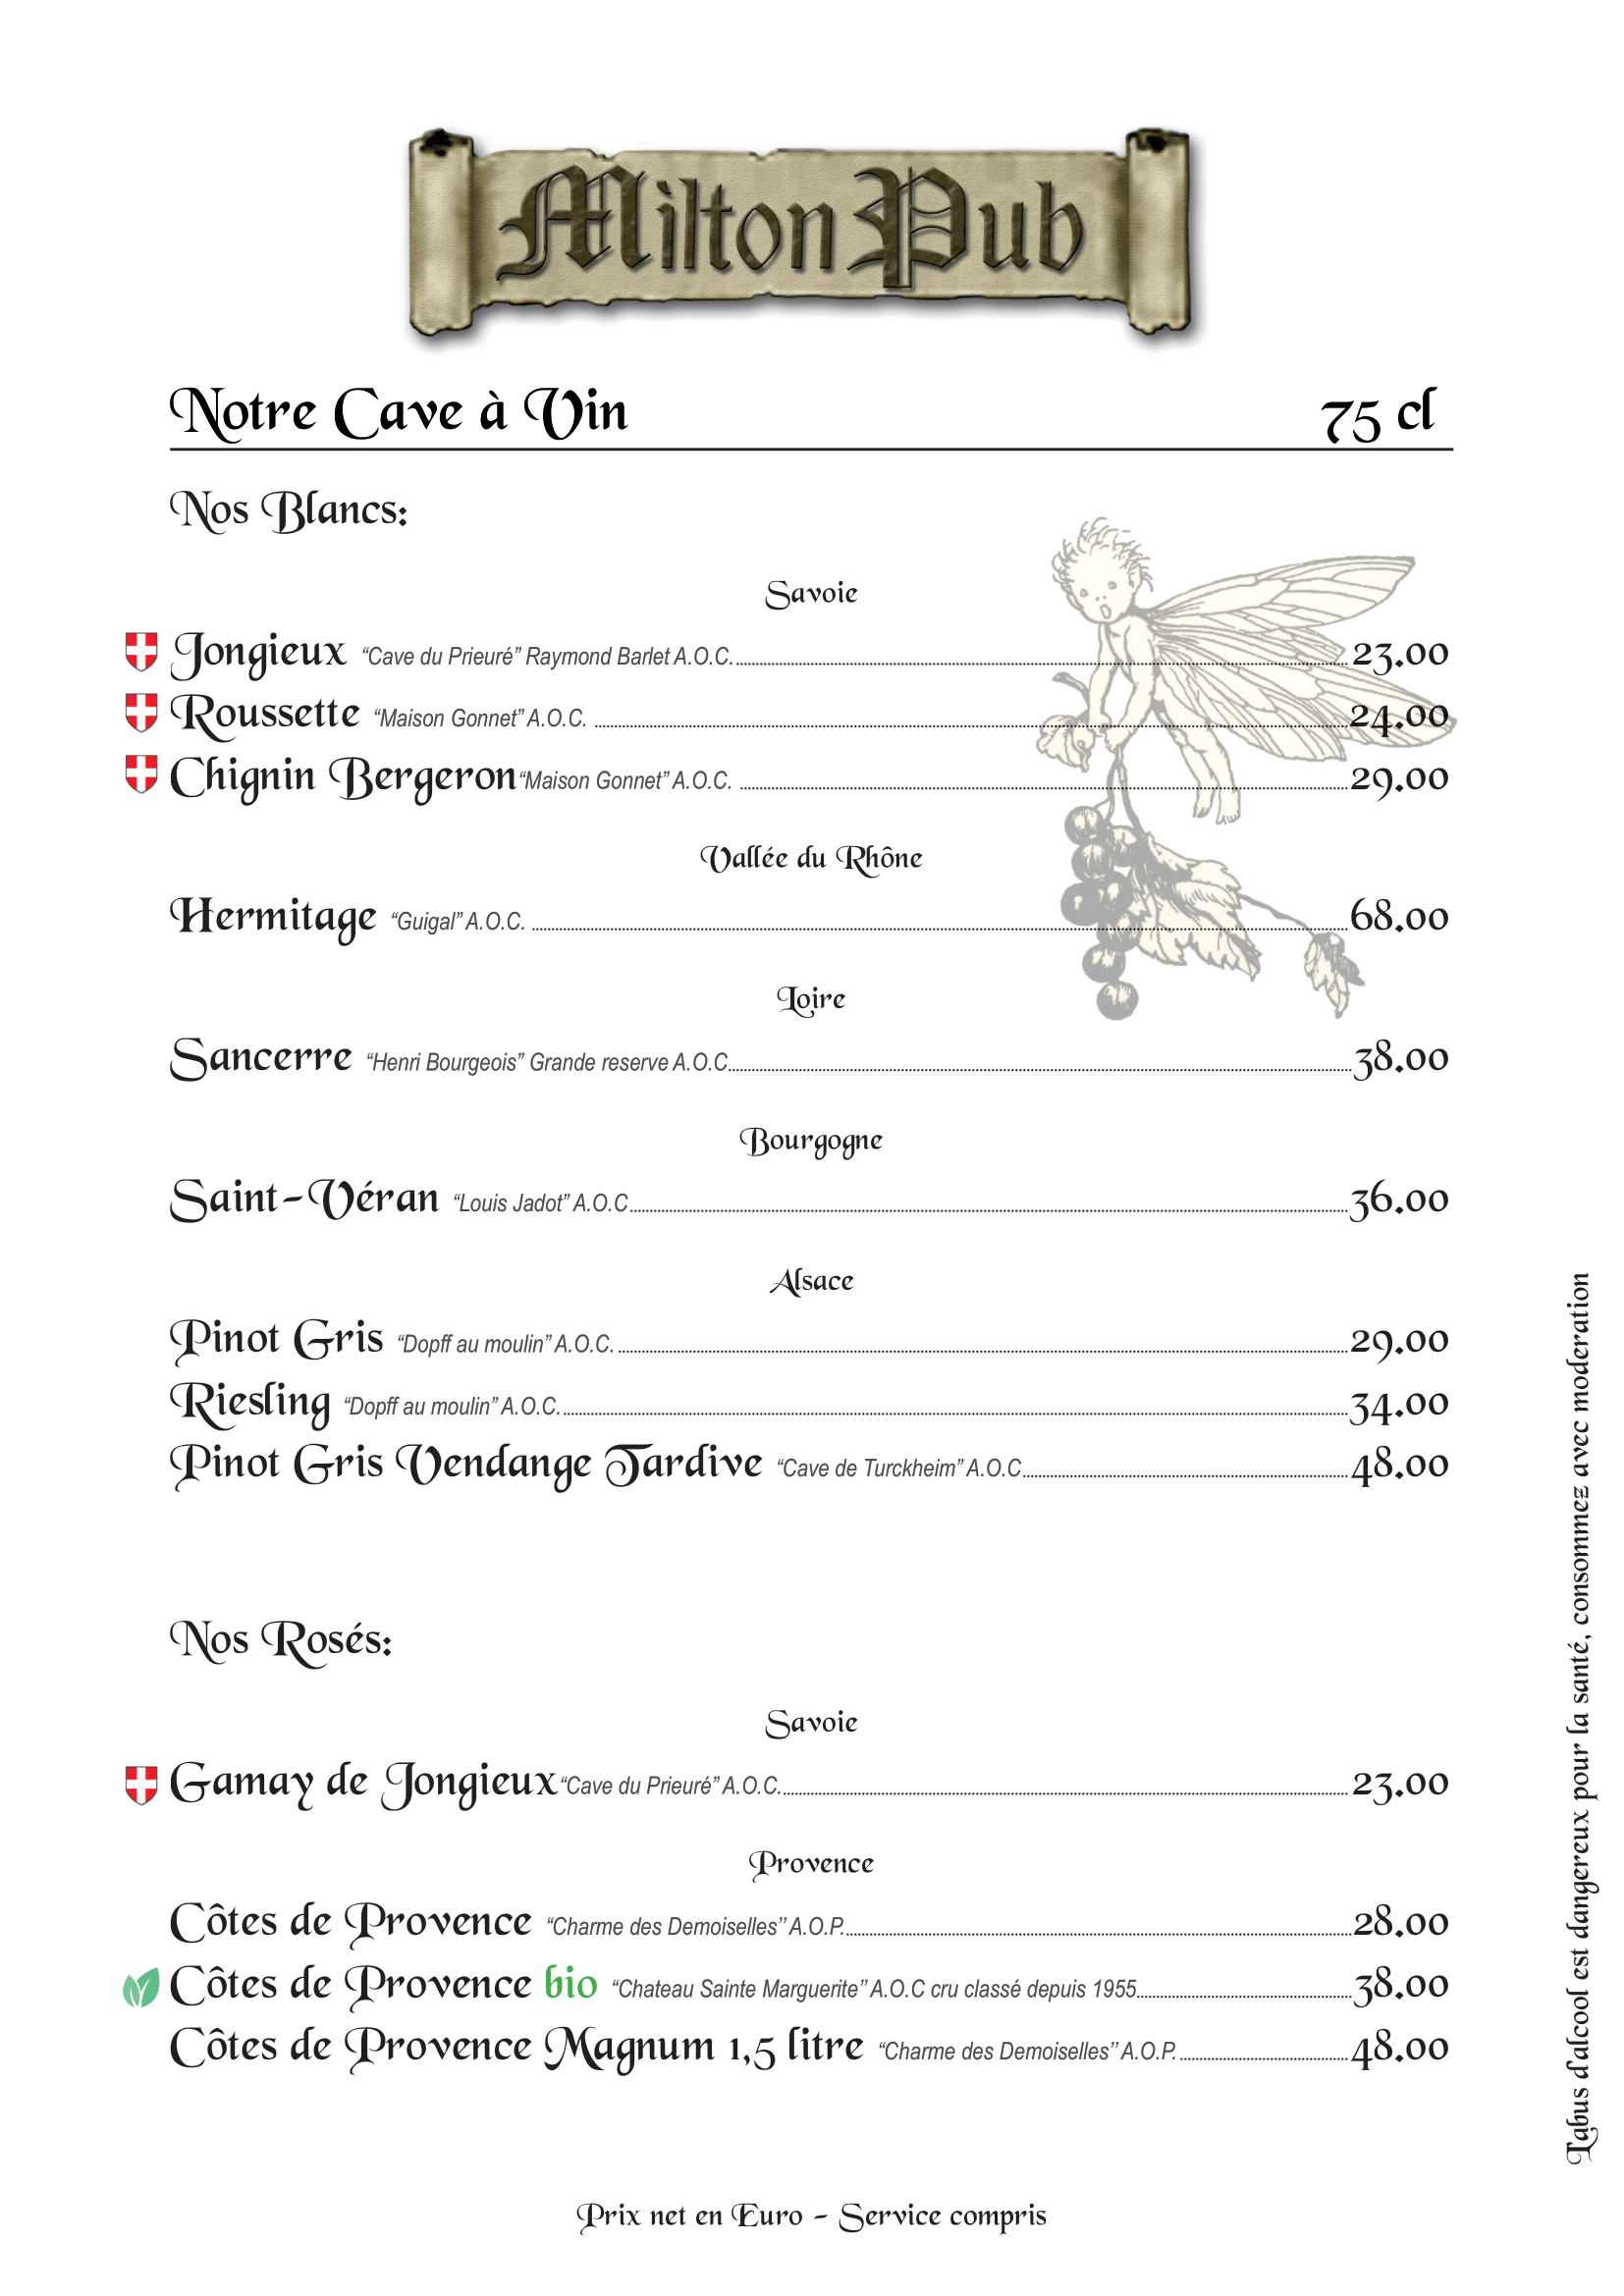 Milton Pub
Notre Cave à Vin 75 cl
Nos Blancs:
Savoie
Jongieux “Cave du Prieuré” Raymond Barlet A.O.C. 23.00
Roussette “Maison Gonnet” A.O.C. 24.00
Chignin Bergeron “Maison Gonnet” A.O.C. 29.00
Vallée du Rhône
Hermitage “Guigal” A.O.C. 68.00
Loire
Sancerre “Henri Bourgeois” Grande reserve A.O.C 38.00
Bourgogne
Saint-Véran “Louis Jadot” A.O.C 36.00
Alsace
Pinot Gris “Dopff au moulin” A.O.C. 29.00
Riesling “Dopff au moulin” A.O.C. 34.00
Pinot Gris Vendange Tardive “Cave de Turckheim” A.O.C 48.00
Nos Rosés:
Savoie
Gamay de Jongieux “Cave du Prieuré” A.O.C. 23.00
Provence
Côtes de Provence “Charme des Demoiselles” A.O.P. 28.00
Côtes de Provence bio “Chateau Sainte Marguerite” A.O.C cru classé depuis 1955 38.00
Côtes de Provence Magnum 1,5 litre “Charme des Demoiselles” A.O.P. 48.00
Prix net en Euro - Service compris
L'abus d'alcool est dangereux pour la santé, consommez avec moderation